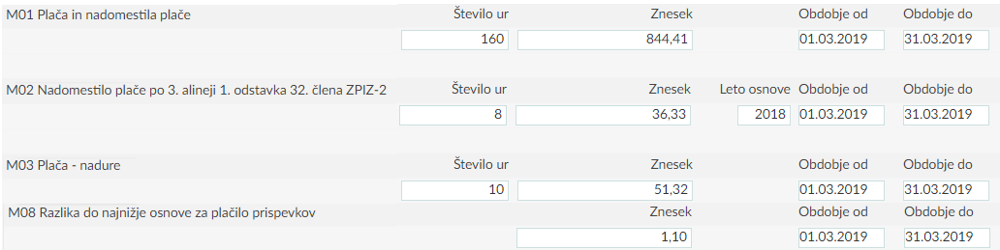 M01 Plača in nadomestila plače Število ur Znesek Obdobje od Obdobje do
160 844,41 01.03.2019 31.03.2019
M02 Nadomestilo plače po 3. alineji 1. odstavka 32. člena ZPIZ-2 Število ur Znesek Leto osnove Obdobje od Obdobje do
8 36,33 2018 01.03.2019 31.03.2019
M03 Plača - nadure Število ur Znesek Obdobje od Obdobje do
10 51,32 01.03.2019 31.03.2019
M08 Razlika do najnižje osnove za plačilo prispevkov Znesek Obdobje od Obdobje do
1,10 01.03.2019 31.03.2019